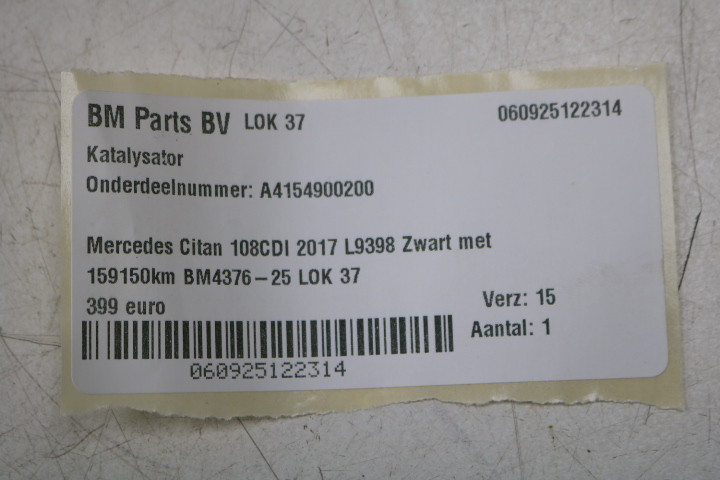 BM Parts BV LOK 37 060925122314
Katalysator
Onderdeelnummer: A4154900200
Mercedes Citan 108CDI 2017 L9398 Zwart met
159150km BM4376-25 LOK 37
399 euro Verz: 15
Aantal: 1
060925122314